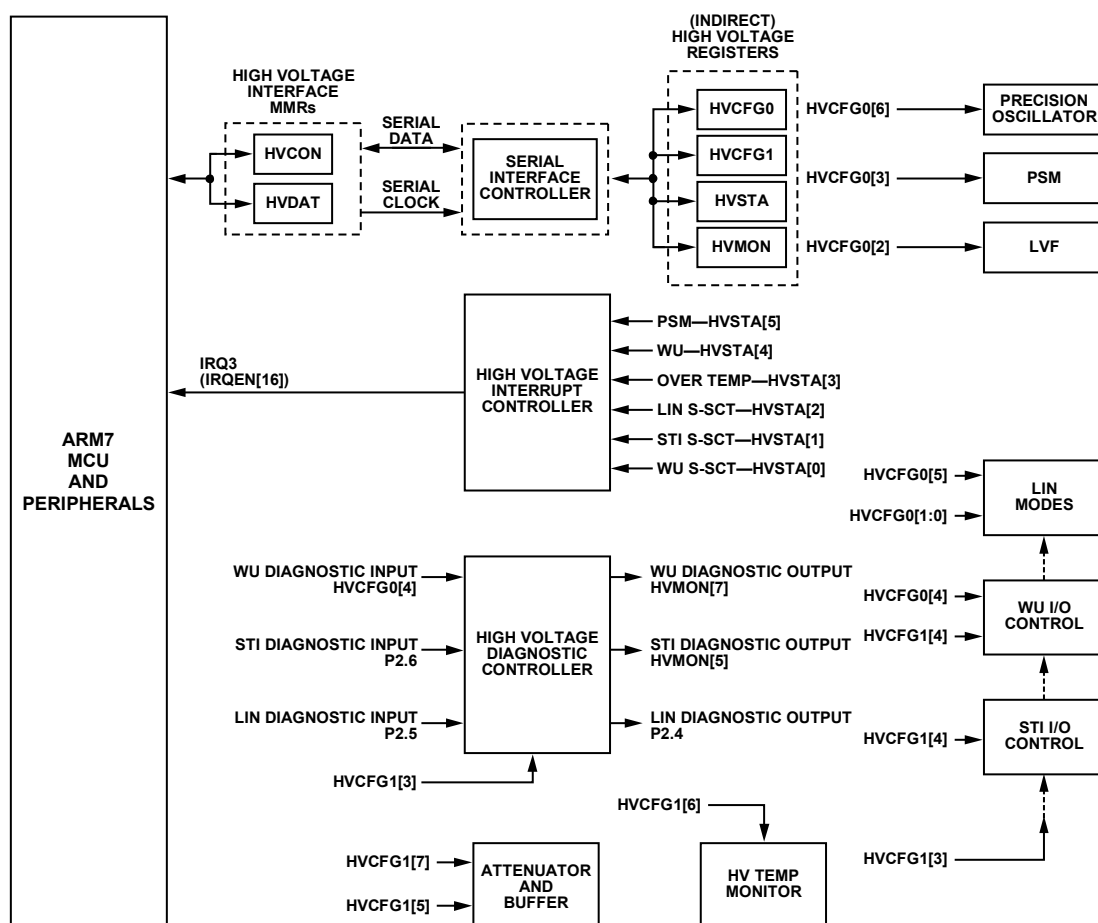 (INDIRECT)
HIGH VOLTAGE
REGISTERS
HIGH VOLTAGE
INTERFACE
MMRs
HVCON
HVDAT
SERIAL
DATA
SERIAL
CLOCK
SERIAL
INTERFACE
CONTROLLER
HVCFG0
HVCFG1
HVSTA
HVMON
HVCFG0[6]
PRECISION
OSCILLATOR
HVCFG0[3]
PSM
HVCFG0[2]
LVF
ARM7
MCU
AND
PERIPHERALS
IRQ3
(IRQEN[16])
HIGH VOLTAGE
INTERRUPT
CONTROLLER
PSM—HVSTA[5]
WU—HVSTA[4]
OVER TEMP—HVSTA[3]
LIN S-SCT—HVSTA[2]
STI S-SCT—HVSTA[1]
WU S-SCT—HVSTA[0]
HVCFG0[5]
HVCFG0[1:0]
LIN
MODES
WU DIAGNOSTIC INPUT
HVCFG0[4]
STI DIAGNOSTIC INPUT
P2.6
LIN DIAGNOSTIC INPUT
P2.5
HVCFG1[3]
HIGH VOLTAGE
DIAGNOSTIC
CONTROLLER
WU DIAGNOSTIC OUTPUT
HVMON[7]
STI DIAGNOSTIC OUTPUT
HVMON[5]
LIN DIAGNOSTIC OUTPUT
P2.4
HVCFG0[4]
HVCFG1[4]
WU I/O
CONTROL
HVCFG1[4]
STI I/O
CONTROL
HVCFG1[3]
HVCFG1[7]
HVCFG1[5]
ATTENUATOR
AND
BUFFER
HVCFG1[6]
HV TEMP
MONITOR